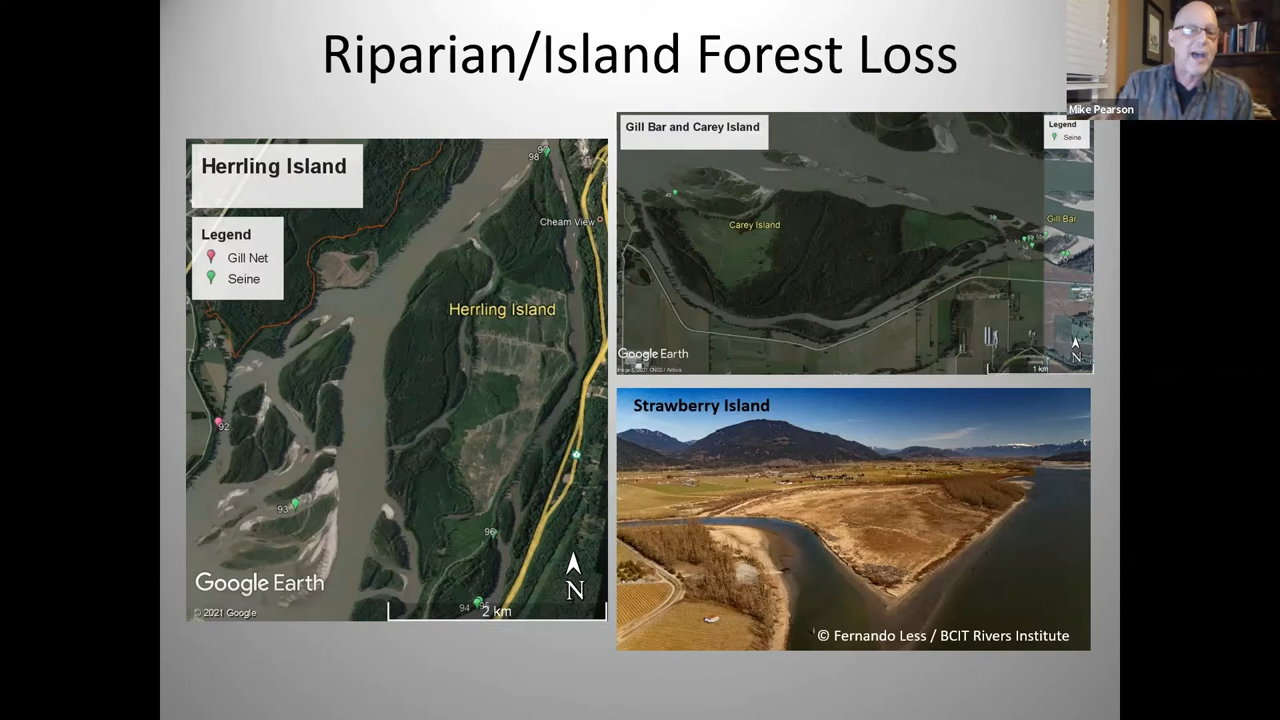 Riparian/Island Forest Loss
Mike Pearson
Herrling Island
Legend
Gill Net
Seine
98
Cheam View
Herrling Island
92
93
96
94
Google Earth
© 2021 Google
2 km
N
Gill Bar and Carey Island
Legend
Seine
Carey Island
Gill Bar
Google Earth
1 km
N
Strawberry Island
© Fernando Less / BCIT Rivers Institute